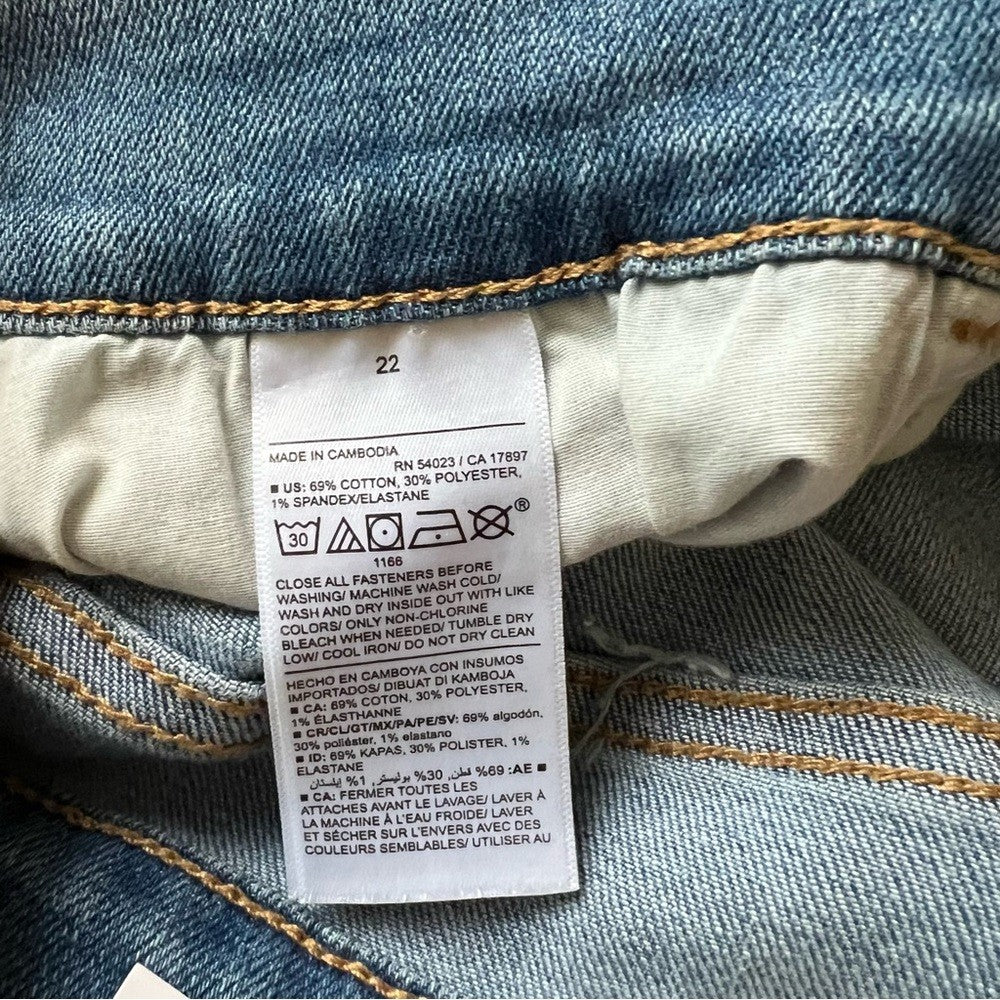 22
MADE IN CAMBODIA
RN 54023 / CA 17897
■ US: 69% COTTON, 30% POLYESTER,
1% SPANDEX/ELASTANE
30
®
1166
CLOSE ALL FASTENERS BEFORE
WASHING/ MACHINE WASH COLD/
WASH AND DRY INSIDE OUT WITH LIKE
COLORS/ ONLY NON-CHLORINE
BLEACH WHEN NEEDED/ TUMBLE DRY
LOW/ COOL IRON/ DO NOT DRY CLEAN
HECHO EN CAMBOYA CON INSUMOS
IMPORTADOS/ DIBUAT DI KAMBOJA
■ CA: 69% COTON, 30% POLYESTER,
1% ÉLASTHANNE
■ CR/CL/GT/MX/PA/PE/SV: 69% algodón,
30% poliéster, 1% elastano
■ ID: 69% KAPAS, 30% POLISTER, 1%
ELASTANE
■ AE: 69% قطن, 30% بوليستر, 1% إيلستان
■ CA: FERMER TOUTES LES
ATTACHES AVANT LE LAVAGE/ LAVER À
LA MACHINE À L'EAU FROIDE/ LAVER
ET SÉCHER SUR L'ENVERS AVEC DES
COULEURS SEMBLABLES/ UTILISER AU